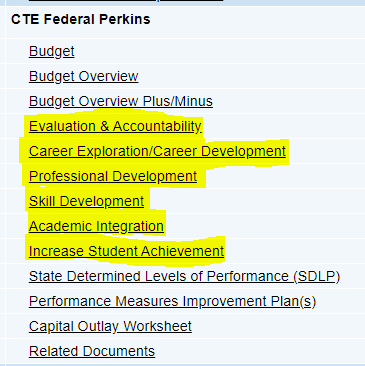 CTE Federal Perkins
Budget
Budget Overview
Budget Overview Plus/Minus
Evaluation & Accountability
Career Exploration/Career Development
Professional Development
Skill Development
Academic Integration
Increase Student Achievement
State Determined Levels of Performance (SDLP)
Performance Measures Improvement Plan(s)
Capital Outlay Worksheet
Related Documents